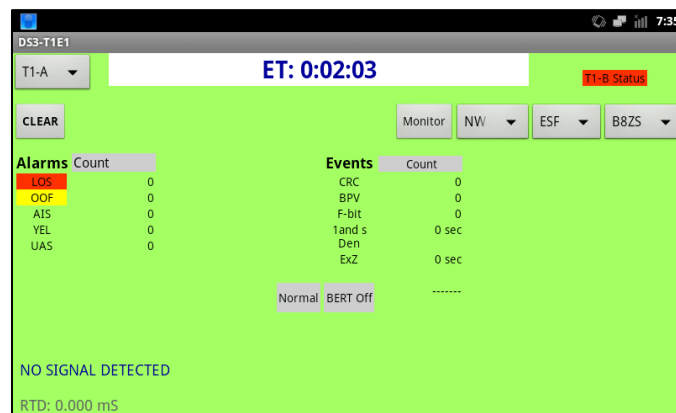 7:35
DS3-T1E1
T1-A ET: 0:02:03 T1-B Status
CLEAR Monitor NW ESF B8ZS
Alarms Count Events Count
LOS 0 CRC 0
OOF 0 BPV 0
AIS 0 F-bit 0
YEL 0 1and s 0 sec
UAS 0 Den
ExZ 0 sec
Normal BERT Off -------
NO SIGNAL DETECTED
RTD: 0.000 mS